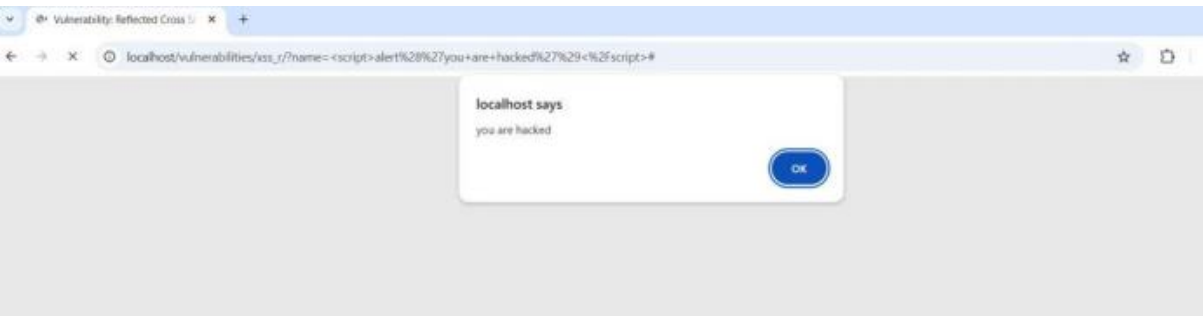 Vulnerability: Reflected Cross S
localhost/vulnerabilities/xss_r/?name=<script>alert%28%27you+are+hacked%27%29<%2Fscript>#
localhost says
you are hacked
OK